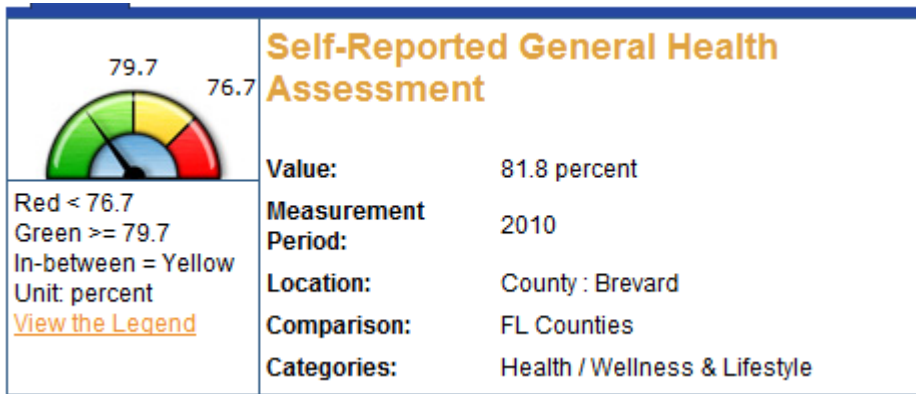 79.7
76.7
Red < 76.7
Green >= 79.7
In-between = Yellow
Unit: percent
View the Legend
Self-Reported General Health
Assessment
Value: 81.8 percent
Measurement
Period: 2010
Location: County : Brevard
Comparison: FL Counties
Categories: Health / Wellness & Lifestyle